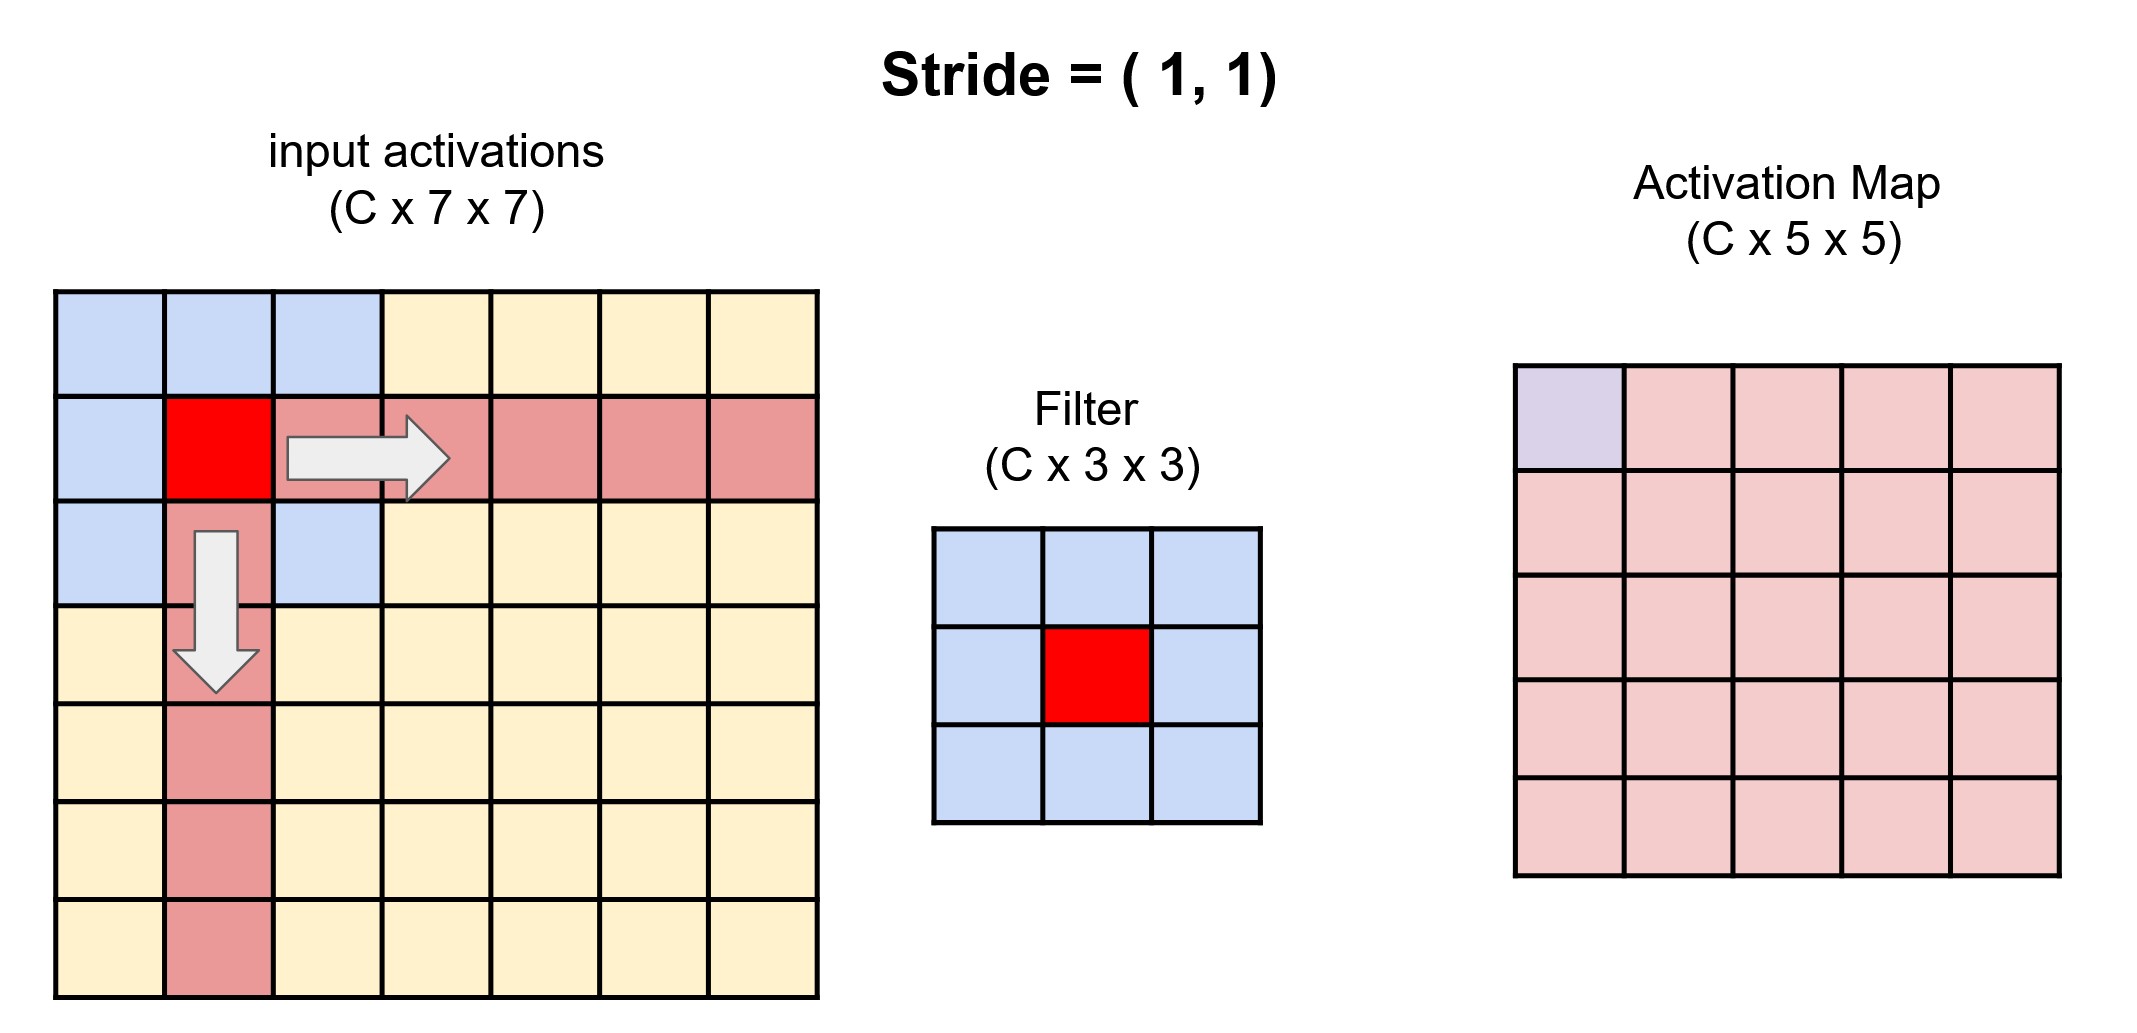 Stride = ( 1, 1)
input activations
(C x 7 x 7)
Activation Map
(C x 5 x 5)
Filter
(C x 3 x 3)